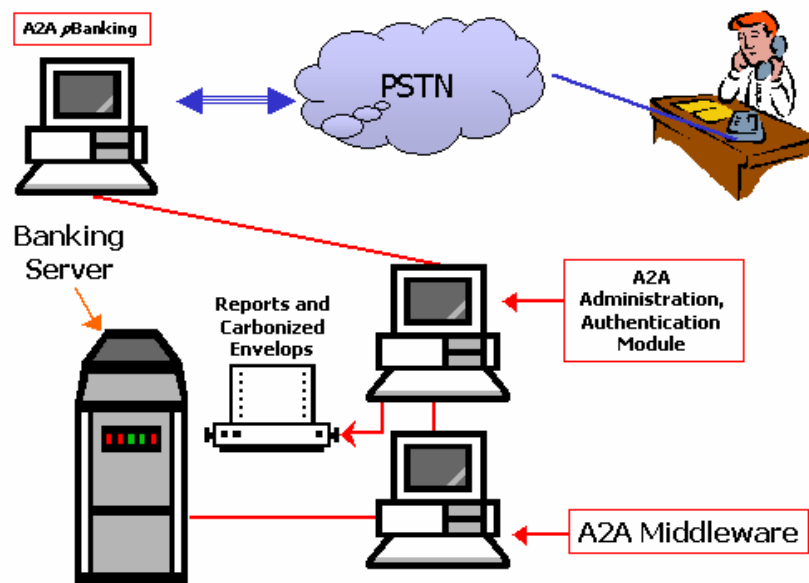 A2A pBanking
PSTN
Banking
Server
Reports and
Carbonized
Envelops
A2A
Administration,
Authentication
Module
A2A Middleware